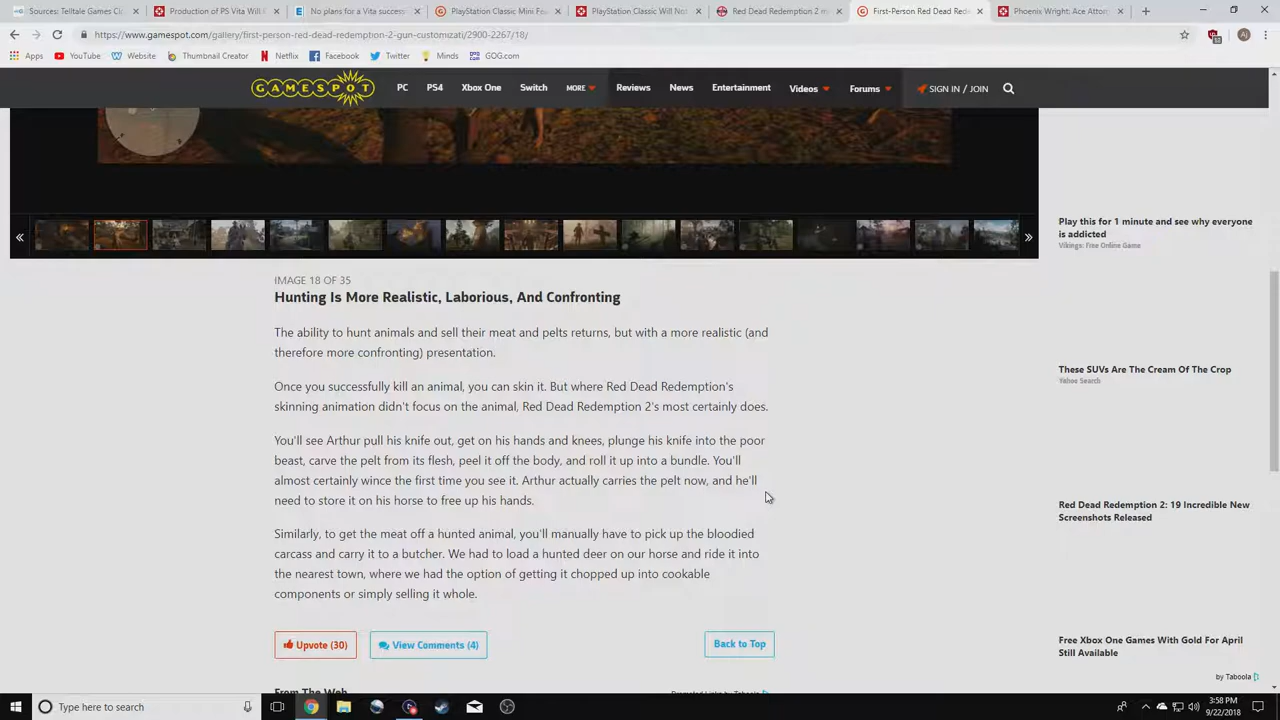 Sources: Telltale Games Cl
Production of PS Vita Will
No plans for a Vita success
PlayStation Classic Mini Fea
PlayStation Classic Will Not
Red Dead Redemption 2 m
First-Person Red Dead Rede
Phoenix Wright: Ace Attor
https://www.gamespot.com/gallery/first-person-red-dead-redemption-2-gun-customizati/2900-2267/18/
Apps YouTube Website Thumbnail Creator Netflix Facebook Twitter Minds GOG.com
GAMESPOT PC PS4 Xbox One Switch MORE Reviews News Entertainment Videos Forums SIGN IN / JOIN
IMAGE 18 OF 35
Hunting Is More Realistic, Laborious, And Confronting
The ability to hunt animals and sell their meat and pelts returns, but with a more realistic (and
therefore more confronting) presentation.
Once you successfully kill an animal, you can skin it. But where Red Dead Redemption's
skinning animation didn't focus on the animal, Red Dead Redemption 2's most certainly does.
You'll see Arthur pull his knife out, get on his hands and knees, plunge his knife into the poor
beast, carve the pelt from its flesh, peel it off the body, and roll it up into a bundle. You'll
almost certainly wince the first time you see it. Arthur actually carries the pelt now, and he'll
need to store it on his horse to free up his hands.
Similarly, to get the meat off a hunted animal, you'll manually have to pick up the bloodied
carcass and carry it to a butcher. We had to load a hunted deer on our horse and ride it into
the nearest town, where we had the option of getting it chopped up into cookable
components or simply selling it whole.
Upvote (30) View Comments (4) Back to Top
From The Web
Promoted Links by Taboola
Play this for 1 minute and see why everyone
is addicted
Vikings: Free Online Game
These SUVs Are The Cream Of The Crop
Yahoo Search
Red Dead Redemption 2: 19 Incredible New
Screenshots Released
Free Xbox One Games With Gold For April
Still Available
by Taboola
Type here to search
3:58 PM
9/22/2018